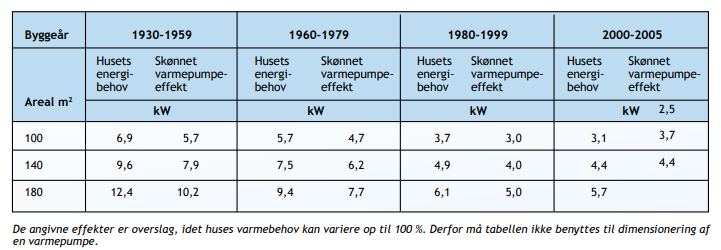 Byggeår 1930-1959 1960-1979 1980-1999 2000-2005
Husets Skønnet Husets Skønnet Husets Skønnet Husets Skønnet
energi- varmepumpe- energi- varmepumpe- energi- varmepumpe- energi- varmepumpe-
behov effekt behov effekt behov effekt behov effekt
Areal m²
kW kW kW kW 2,5
100 6,9 5,7 5,7 4,7 3,7 3,0 3,1 3,7
140 9,6 7,9 7,5 6,2 4,9 4,0 4,4 4,4
180 12,4 10,2 9,4 7,7 6,1 5,0 5,7
De angivne effekter er overslag, idet huses varmebehov kan variere op til 100 %. Derfor må tabellen ikke benyttes til dimensionering af
en varmepumpe.